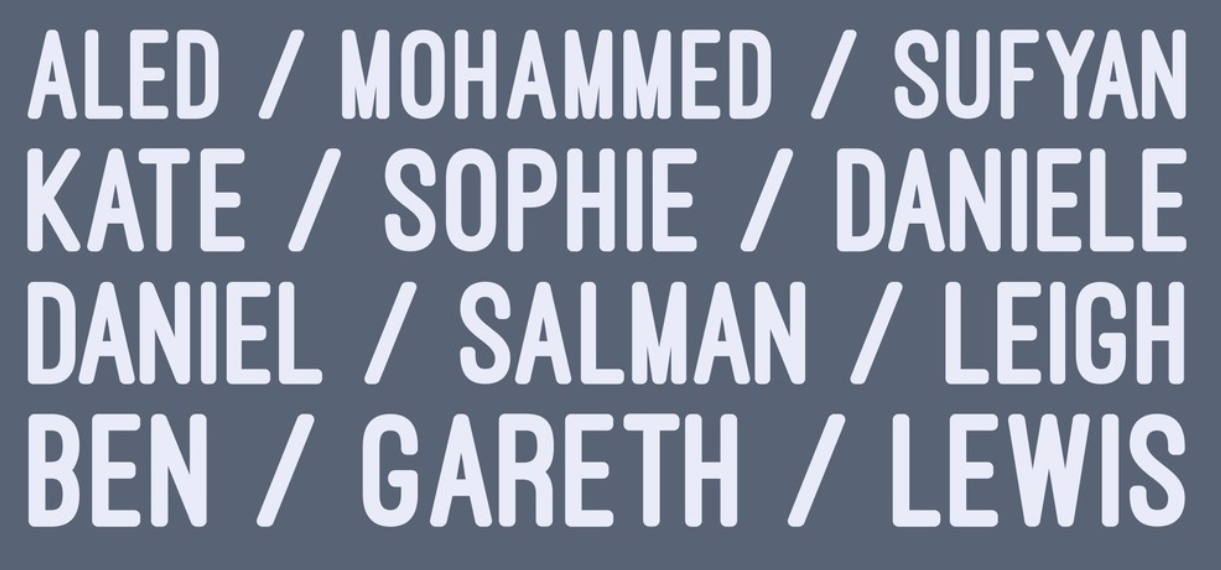 ALED / MOHAMMED / SUFYAN
KATE / SOPHIE / DANIELE
DANIEL / SALMAN / LEIGH
BEN / GARETH / LEWIS